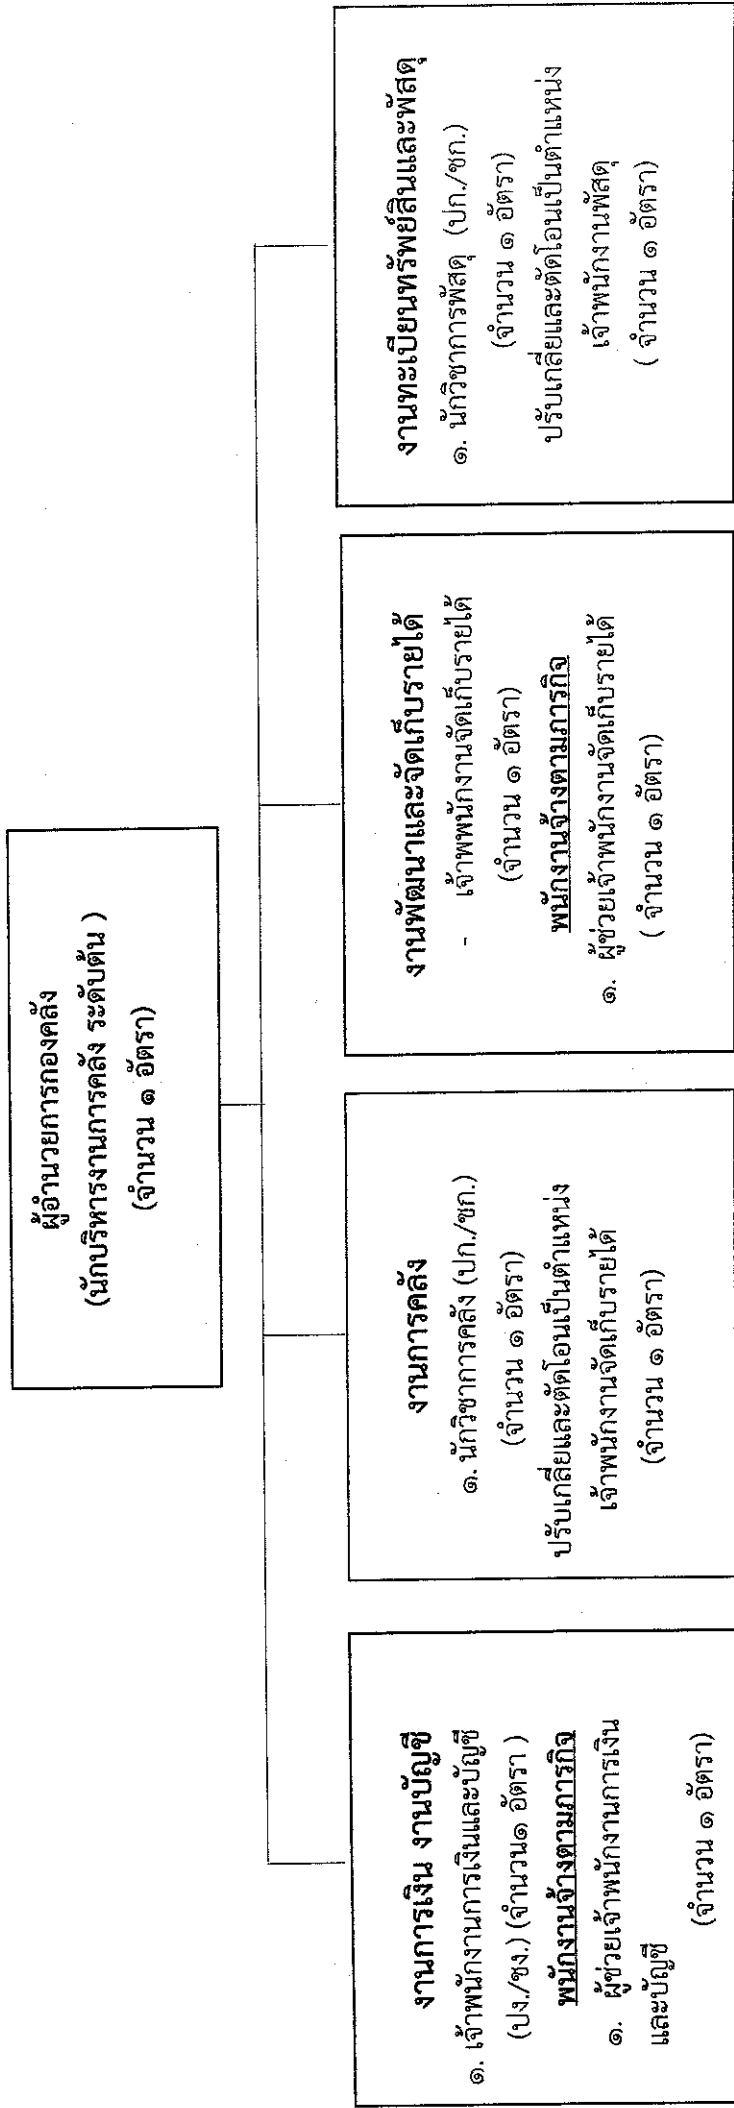 ผู้อำนวยการกองคลัง
(นักบริหารงานการคลัง ระดับต้น )
(จำนวน ๑ อัตรา)
งานการเงิน งานบัญชี
๑. เจ้าพนักงานการเงินและบัญชี
(ปง./ชง.) (จำนวน๑ อัตรา )
พนักงานจ้างตามภารกิจ
๑. ผู้ช่วยเจ้าพนักงานการเงิน
และบัญชี
(จำนวน ๑ อัตรา)
งานการคลัง
๑. นักวิชาการคลัง (ปก./ชก.)
(จำนวน ๑ อัตรา)
ปรับเกลี่ยและตัดโอนเป็นตำแหน่ง
เจ้าพนักงานจัดเก็บรายได้
(จำนวน ๑ อัตรา)
งานพัฒนาและจัดเก็บรายได้
- เจ้าพพนักงานจัดเก็บรายได้
(จำนวน ๑ อัตรา)
พนักงานจ้างตามภารกิจ
๑. ผู้ช่วยเจ้าพนักงานจัดเก็บรายได้
( จำนวน ๑ อัตรา)
งานทะเบียนทรัพย์สินและพัสดุ
๑. นักวิชาการพัสดุ (ปก./ชก.)
(จำนวน ๑ อัตรา)
ปรับเกลี่ยและตัดโอนเป็นตำแหน่ง
เจ้าพนักงานพัสดุ
( จำนวน ๑ อัตรา)